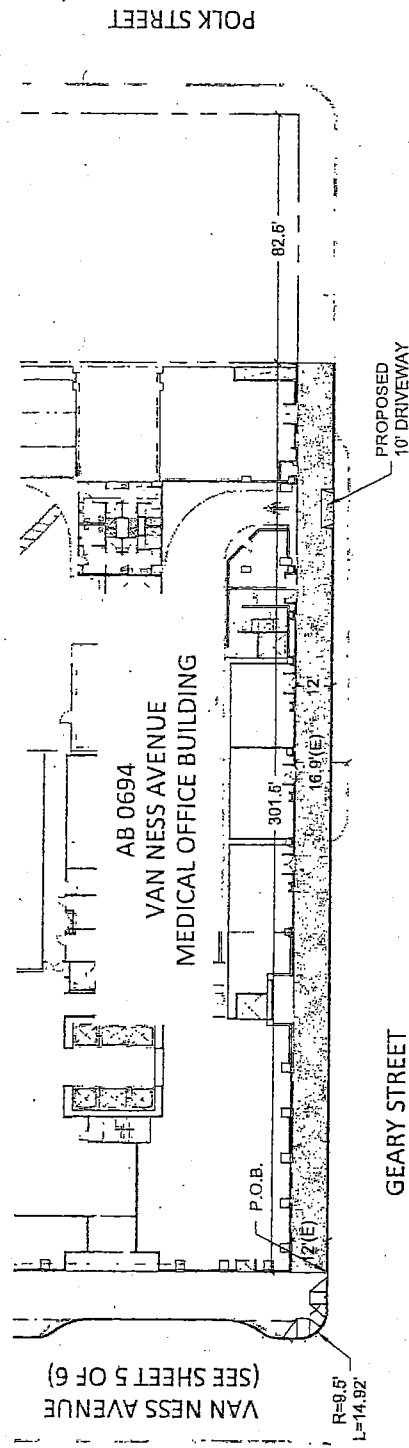 POLK STREET
82.5'
PROPOSED
10' DRIVEWAY
AB 0694
VAN NESS AVENUE
MEDICAL OFFICE BUILDING
301.5'
12'
16.9'(E)
GEARY STREET
P.O.B.
12'(E)
VAN NESS AVENUE
(SEE SHEET 5 OF 6)
R=9.5'
L=14.92'